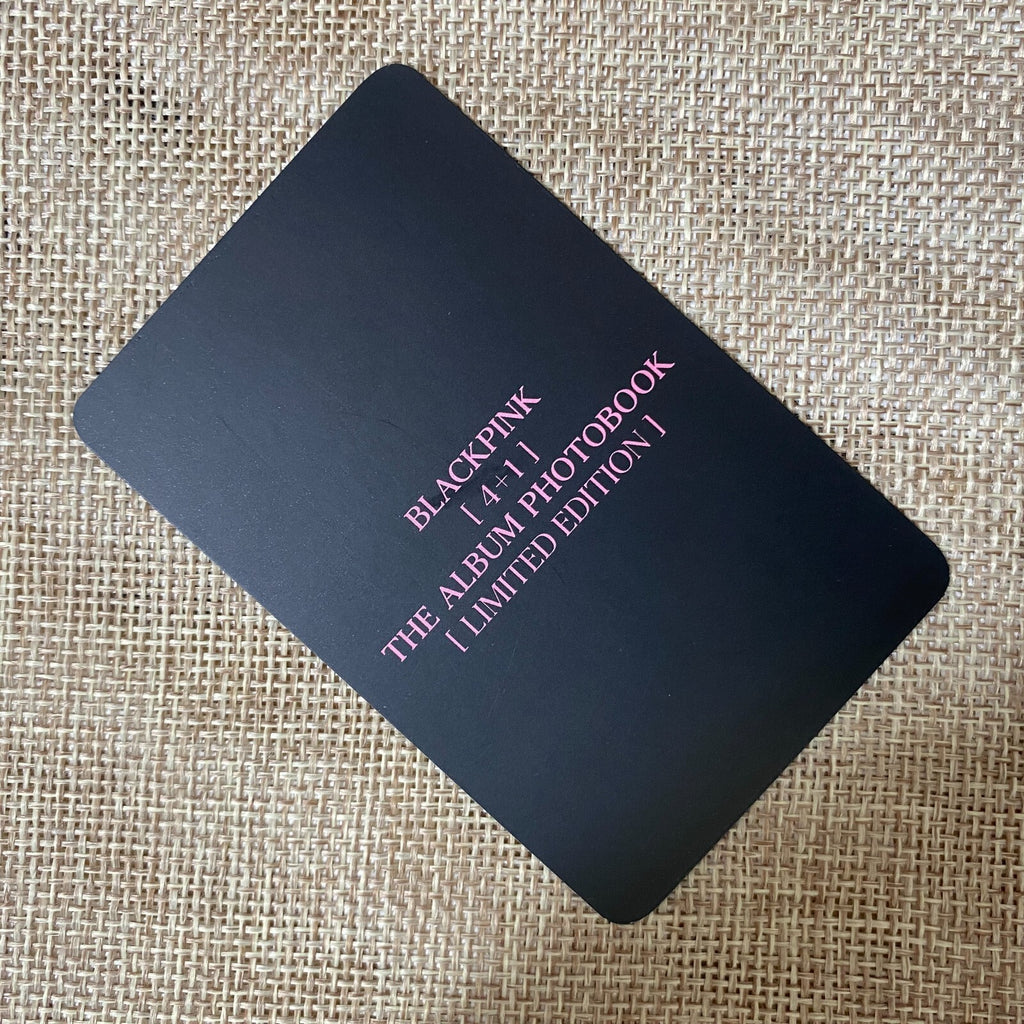 BLACKPINK
[ 4+1 ]
THE ALBUM PHOTOBOOK
[ LIMITED EDITION ]